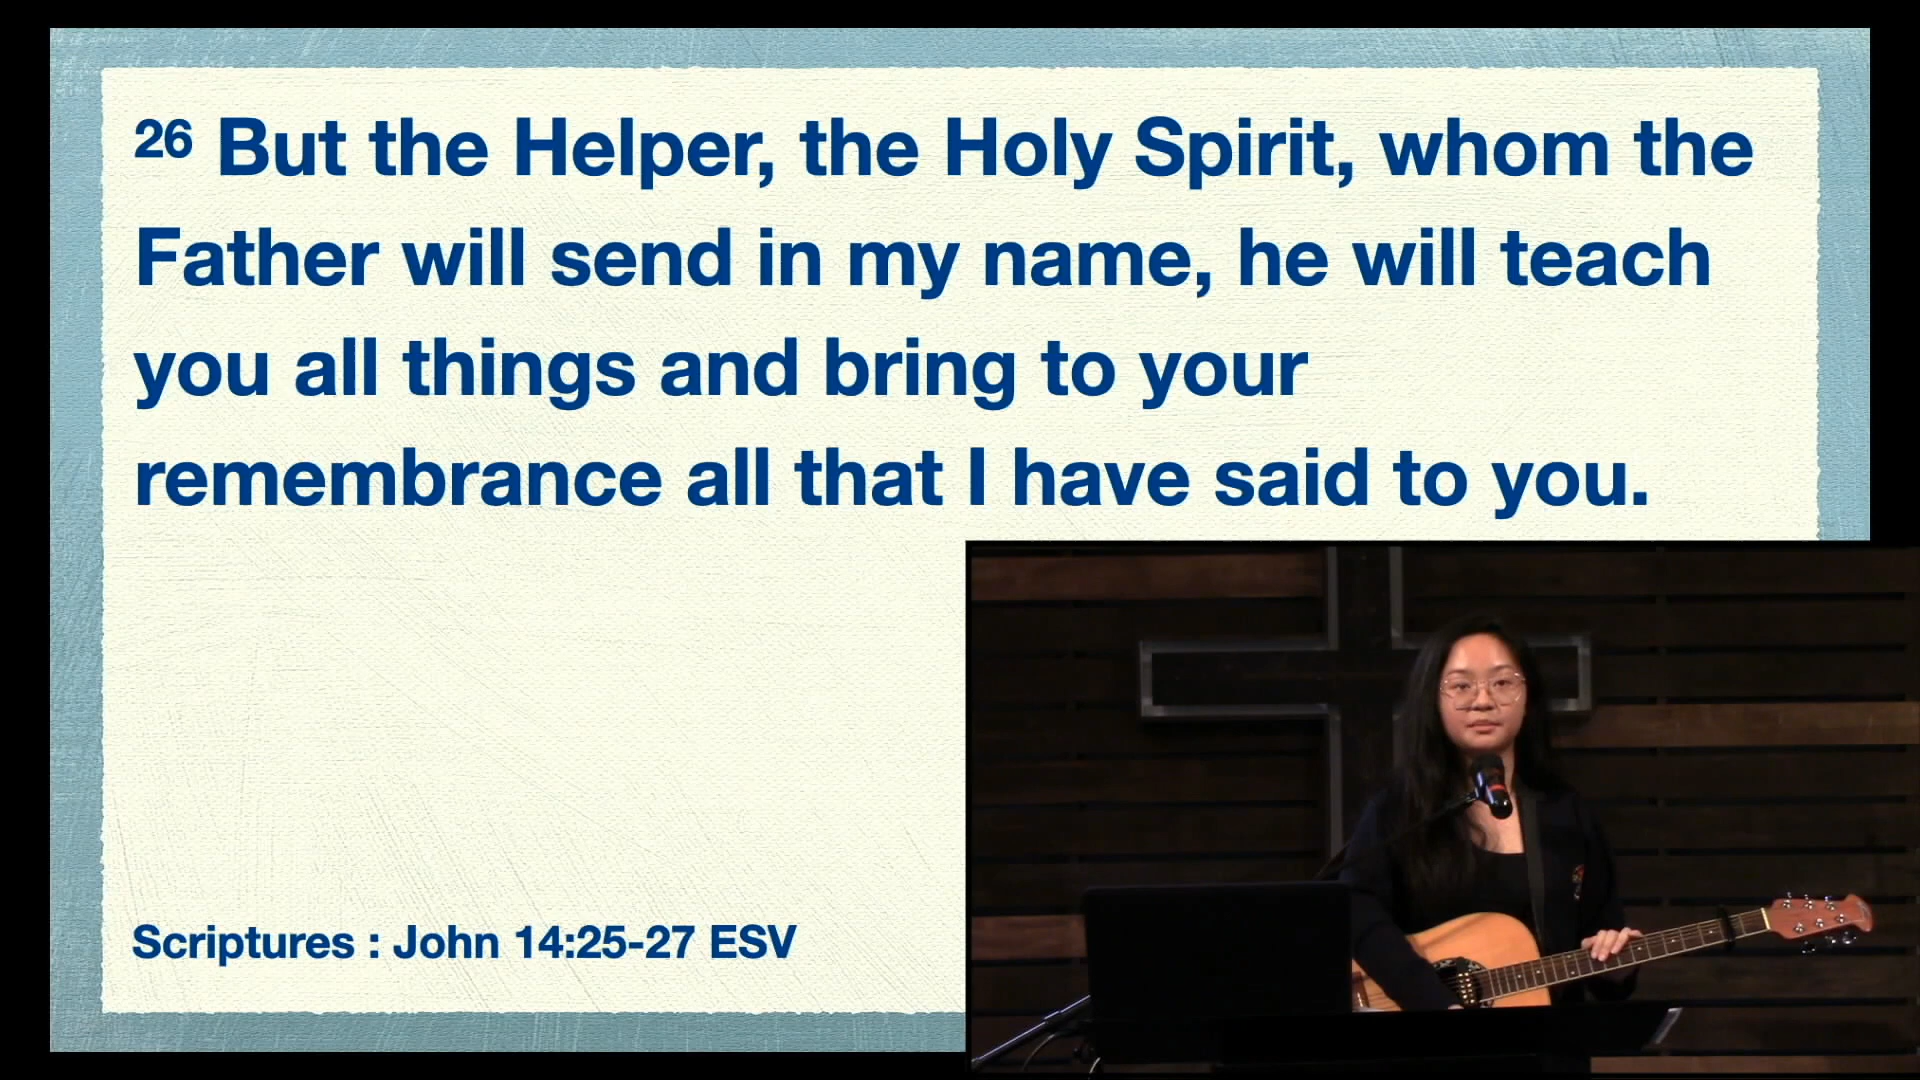 26 But the Helper, the Holy Spirit, whom the
Father will send in my name, he will teach
you all things and bring to your
remembrance all that I have said to you.
Scriptures : John 14:25-27 ESV